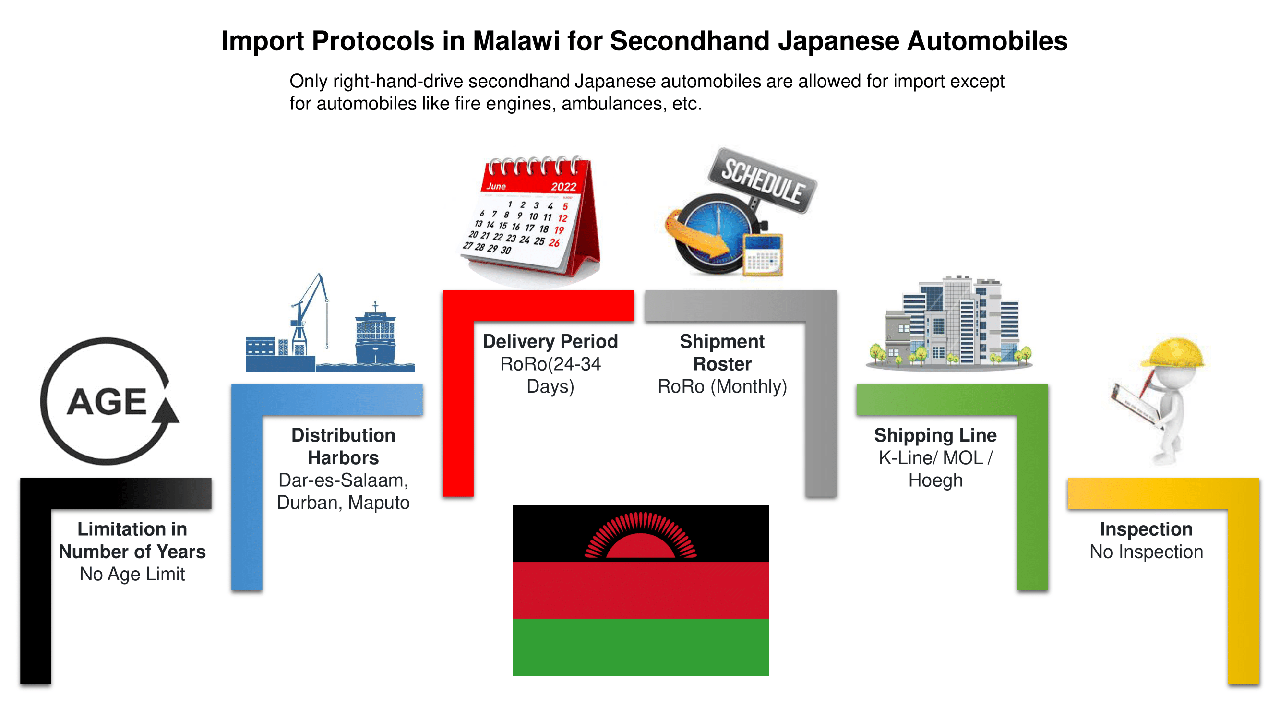 Import Protocols in Malawi for Secondhand Japanese Automobiles
Only right-hand-drive secondhand Japanese automobiles are allowed for import except
for automobiles like fire engines, ambulances, etc.
AGE
Limitation in
Number of Years
No Age Limit
Distribution
Harbors
Dar-es-Salaam,
Durban, Maputo
June 2022
1 2 3 4 5
6 7 8 9 10 11 12
13 14 15 16 17 18 19
20 21 22 23 24 25 26
27 28 29 30
Delivery Period
RoRo(24-34
Days)
SCHEDULE
Shipment
Roster
RoRo (Monthly)
Shipping Line
K-Line/ MOL /
Hoegh
Inspection
No Inspection